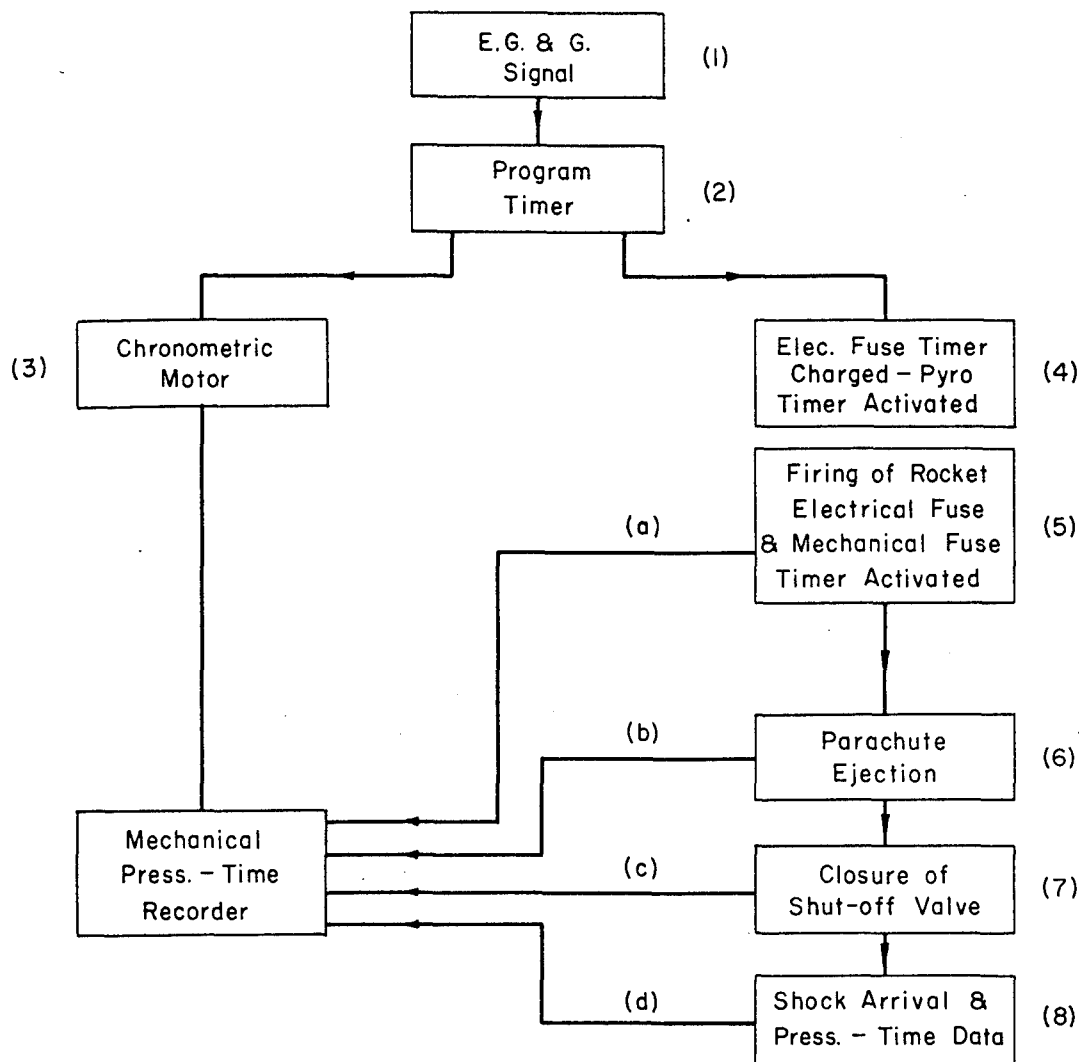 E.G. & G.
Signal
(1)
Program
Timer
(2)
Chronometric
Motor
(3)
Elec. Fuse Timer
Charged – Pyro
Timer Activated
(4)
Firing of Rocket
Electrical Fuse
& Mechanical Fuse
Timer Activated
(5)
(a)
Parachute
Ejection
(6)
(b)
Mechanical
Press. – Time
Recorder
(c)
Closure of
Shut-off Valve
(7)
(d)
Shock Arrival &
Press. – Time Data
(8)